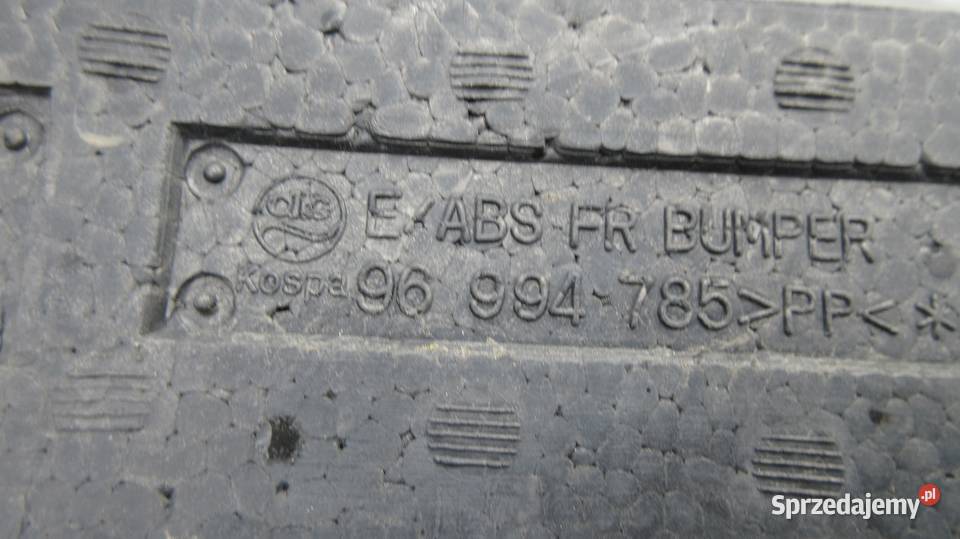 E/ABS FR BUMPER
Kospa 96 994 785 >PP< *
Sprzedajemy.pl